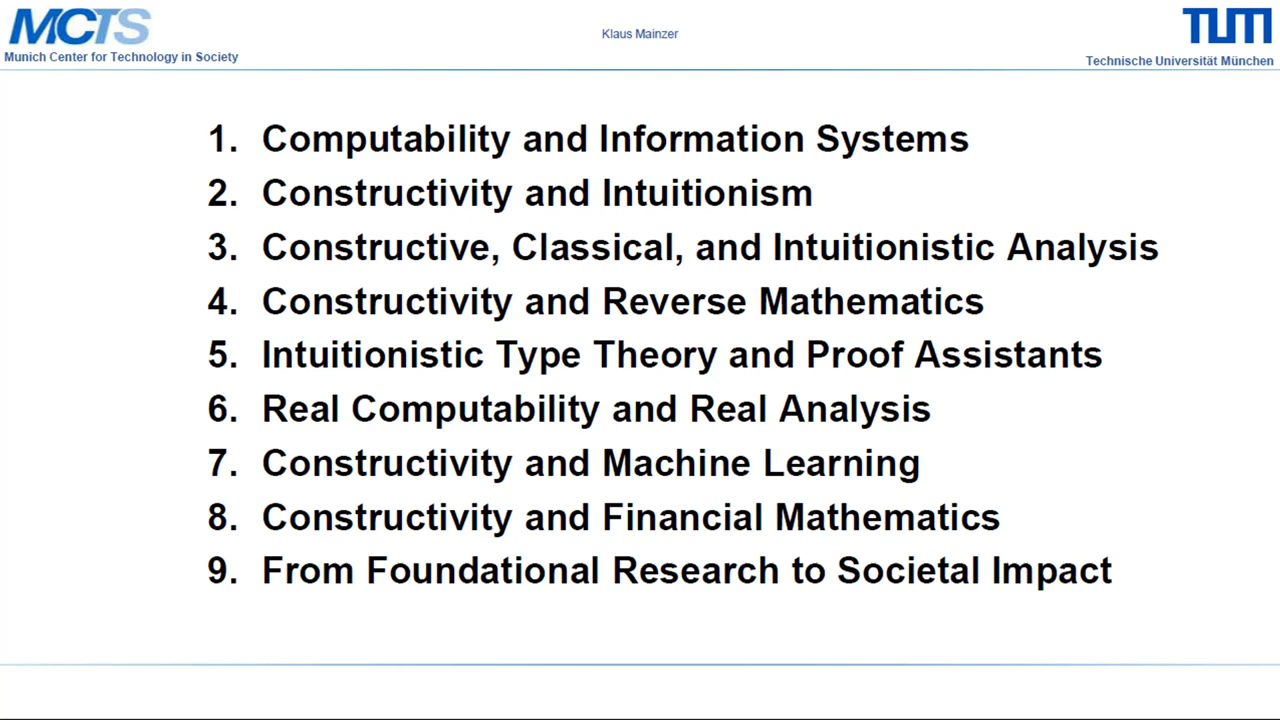 MCTS
Munich Center for Technology in Society
Klaus Mainzer
TUM
Technische Universität München
1. Computability and Information Systems
2. Constructivity and Intuitionism
3. Constructive, Classical, and Intuitionistic Analysis
4. Constructivity and Reverse Mathematics
5. Intuitionistic Type Theory and Proof Assistants
6. Real Computability and Real Analysis
7. Constructivity and Machine Learning
8. Constructivity and Financial Mathematics
9. From Foundational Research to Societal Impact